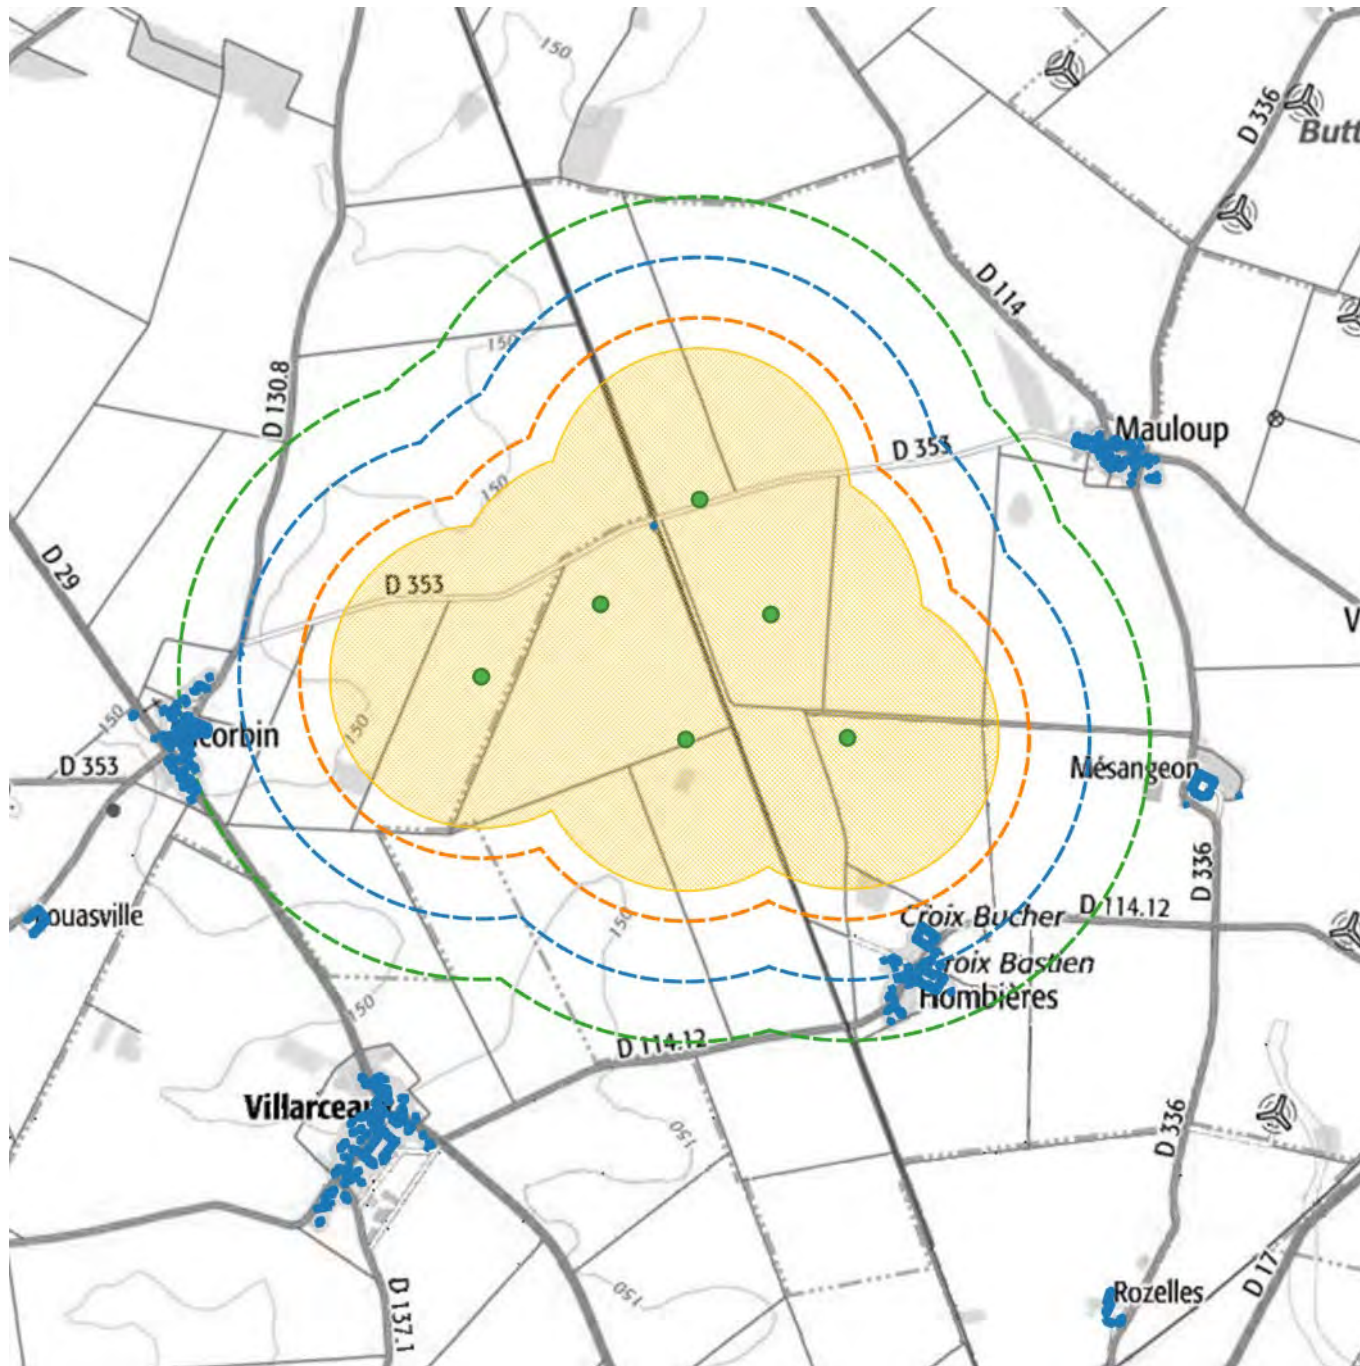 150
D 336
Butt
D 114
150
D 130.8
Mauloup
D 353
150
D 29
D 353
V
150
150
corbin
D 353
Mésangeon
D 336
ouasville
Croix Bucher
D 114.12
150
roix Bastien
Hombières
150
D 114.12
Villarceau
150
D 336
D 137.1
150
Rozelles
D 17